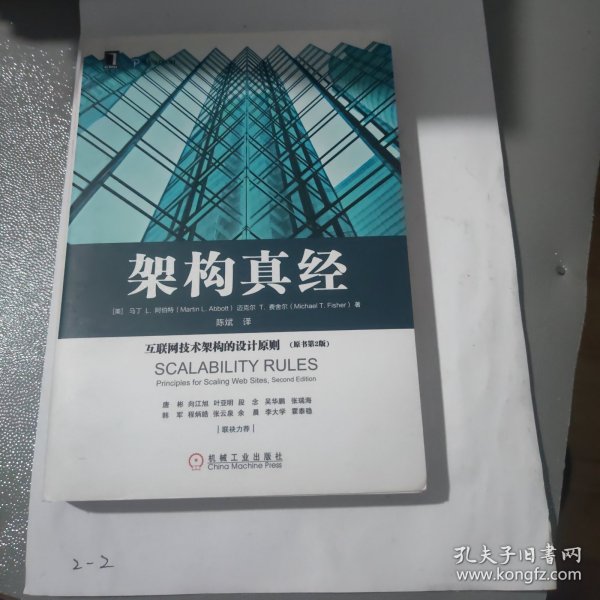 架构真经
[美] 马丁 L. 阿伯特（Martin L. Abbott） 迈克尔 T. 费舍尔（Michael T. Fisher）著
陈斌 译
互联网技术架构的设计原则 （原书第2版）
SCALABILITY RULES
Principles for Scaling Web Sites, Second Edition
唐 彬 向江旭 叶亚明 段 念 吴华鹏 张瑞海
韩 军 程炳皓 张云泉 余 晨 李大学 霍泰稳
|联袂力荐|
机械工业出版社
China Machine Press
2-2
孔夫子旧书网
www.kongfz.com